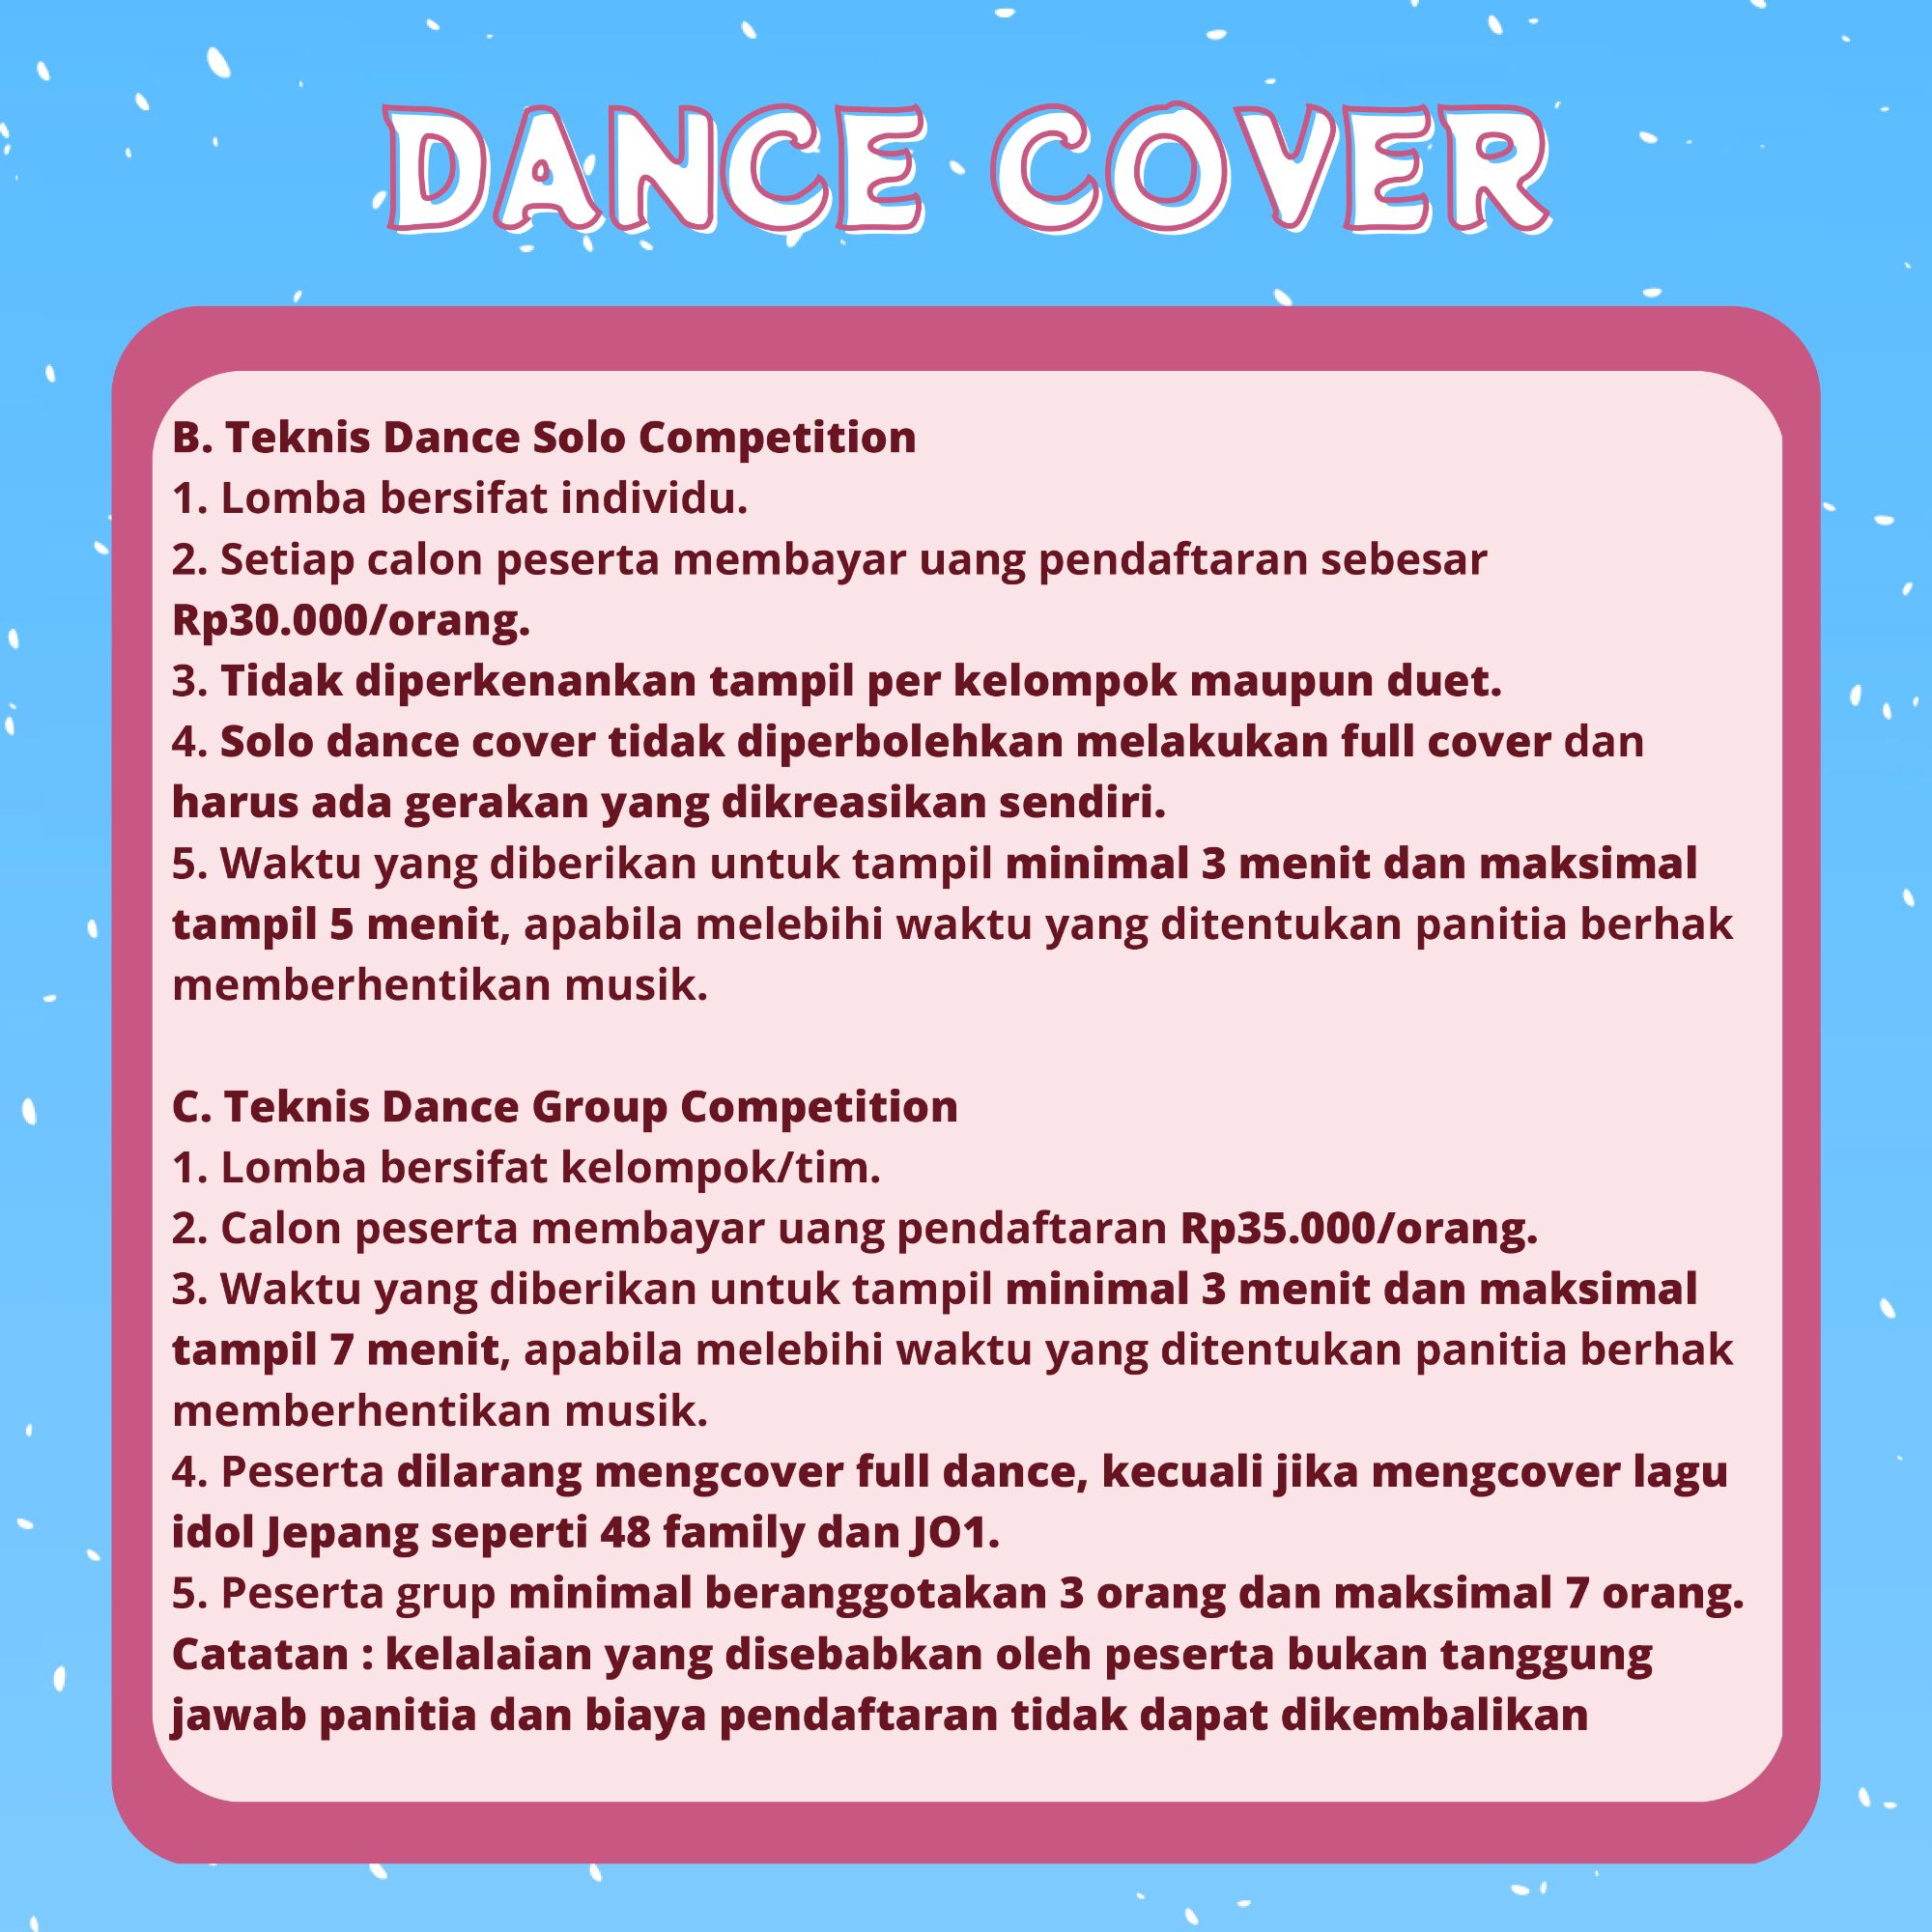 DANCE COVER
B. Teknis Dance Solo Competition
1. Lomba bersifat individu.
2. Setiap calon peserta membayar uang pendaftaran sebesar
Rp30.000/orang.
3. Tidak diperkenankan tampil per kelompok maupun duet.
4. Solo dance cover tidak diperbolehkan melakukan full cover dan
harus ada gerakan yang dikreasikan sendiri.
5. Waktu yang diberikan untuk tampil minimal 3 menit dan maksimal
tampil 5 menit, apabila melebihi waktu yang ditentukan panitia berhak
memberhentikan musik.
C. Teknis Dance Group Competition
1. Lomba bersifat kelompok/tim.
2. Calon peserta membayar uang pendaftaran Rp35.000/orang.
3. Waktu yang diberikan untuk tampil minimal 3 menit dan maksimal
tampil 7 menit, apabila melebihi waktu yang ditentukan panitia berhak
memberhentikan musik.
4. Peserta dilarang mengcover full dance, kecuali jika mengcover lagu
idol Jepang seperti 48 family dan JO1.
5. Peserta grup minimal beranggotakan 3 orang dan maksimal 7 orang.
Catatan : kelalaian yang disebabkan oleh peserta bukan tanggung
jawab panitia dan biaya pendaftaran tidak dapat dikembalikan